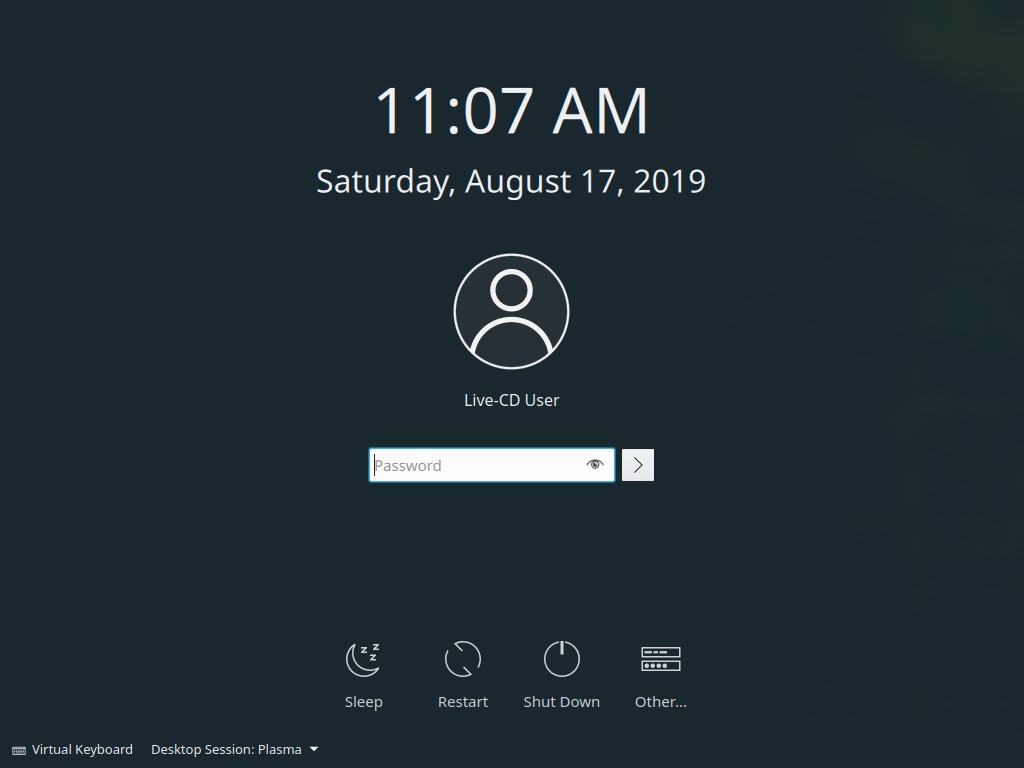 11:07 AM
Saturday, August 17, 2019
Live-CD User
Password
Sleep Restart Shut Down Other...
Virtual Keyboard Desktop Session: Plasma